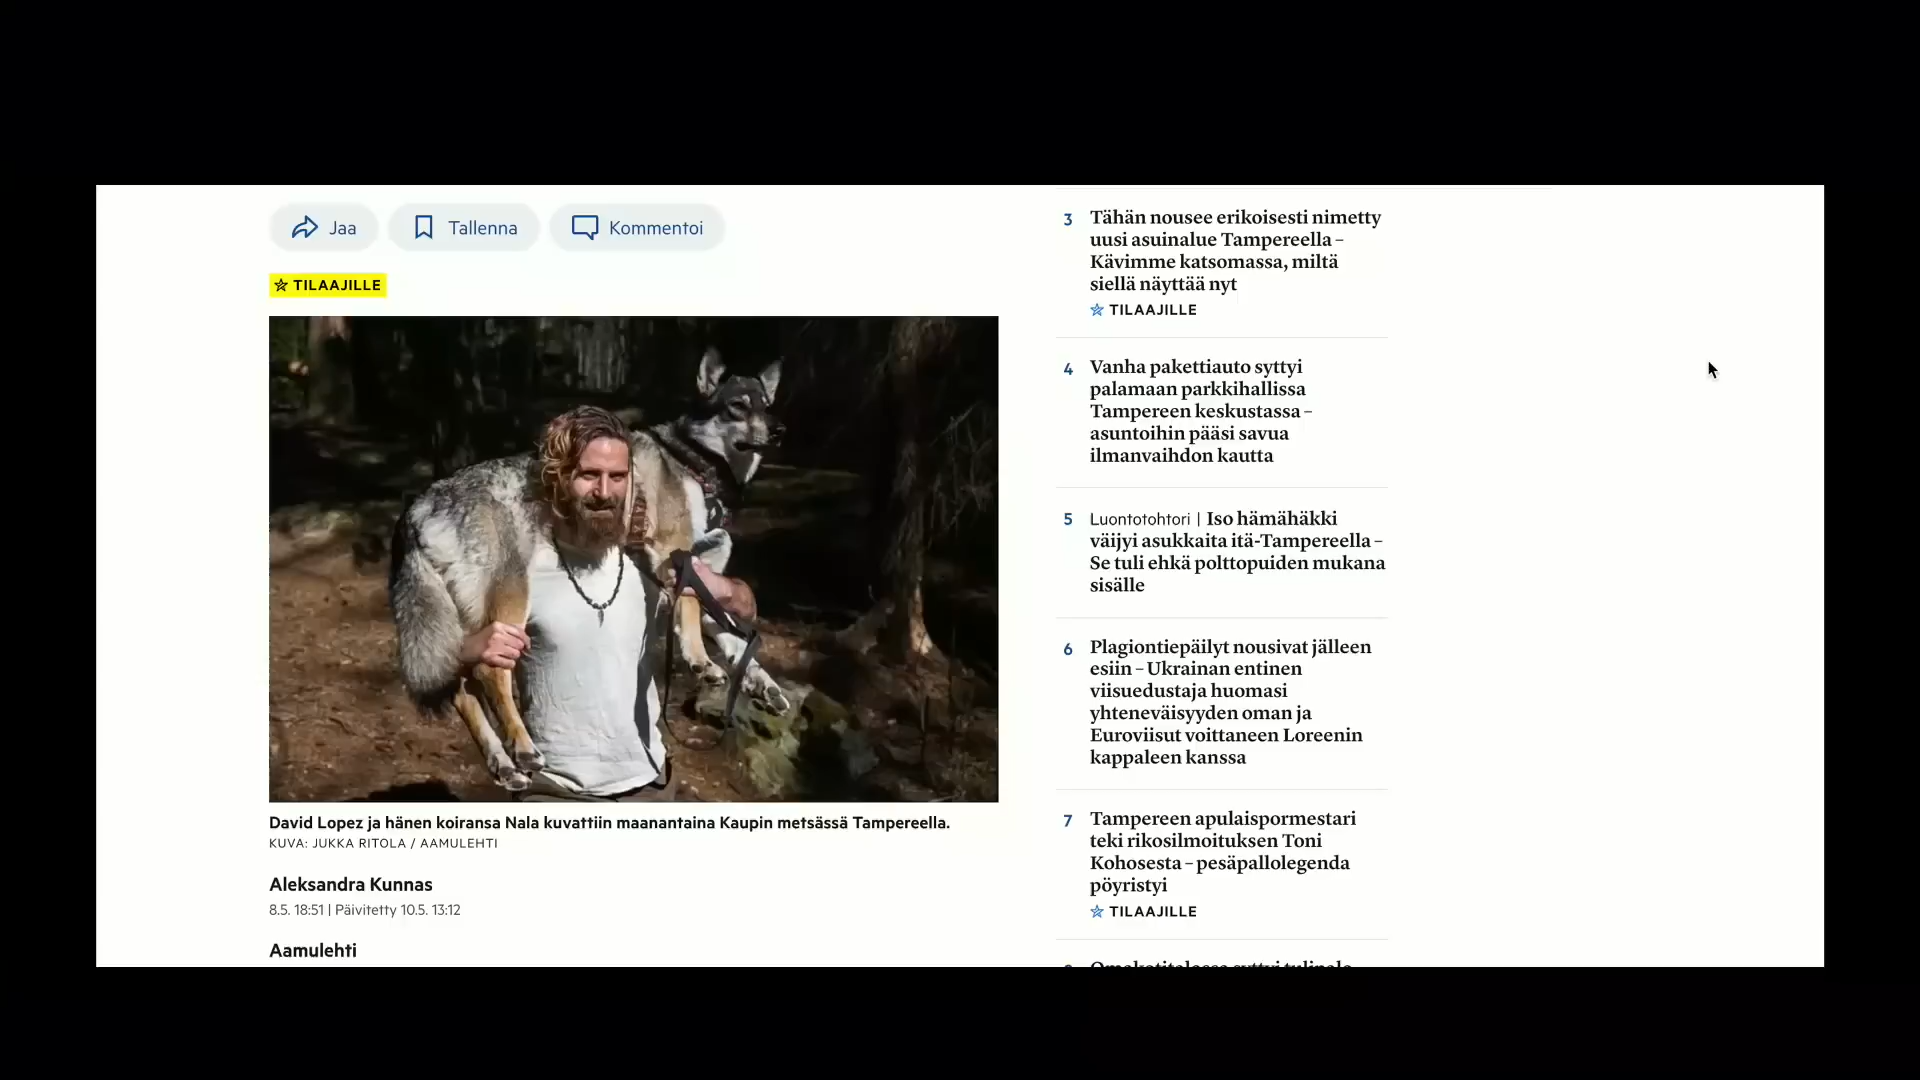 Jaa
Tallenna
Kommentoi
TILAAJILLE
David Lopez ja hänen koiransa Nala kuvattiin maanantaina Kaupin metsässä Tampereella.
KUVA: JUKKA RITOLA / AAMULEHTI
Aleksandra Kunnas
8.5. 18:51 | Päivitetty 10.5. 13:12
Aamulehti
3 Tähän nousee erikoisesti nimetty
uusi asuinalue Tampereella –
Kävimme katsomassa, miltä
siellä näyttää nyt
TILAAJILLE
4 Vanha pakettiauto syttyi
palamaan parkkihallissa
Tampereen keskustassa –
asuntoihin pääsi savua
ilmanvaihdon kautta
5 Luontotohtori | Iso hämähäkki
väijyi asukkaita itä-Tampereella –
Se tuli ehkä polttopuiden mukana
sisälle
6 Plagiontiepäilyt nousivat jälleen
esiin – Ukrainan entinen
viisuedustaja huomasi
yhteneväisyyden oman ja
Euroviisut voittaneen Loreenin
kappaleen kanssa
7 Tampereen apulaispormestari
teki rikosilmoituksen Toni
Kohosesta – pesäpallolegenda
pöyristyi
TILAAJILLE